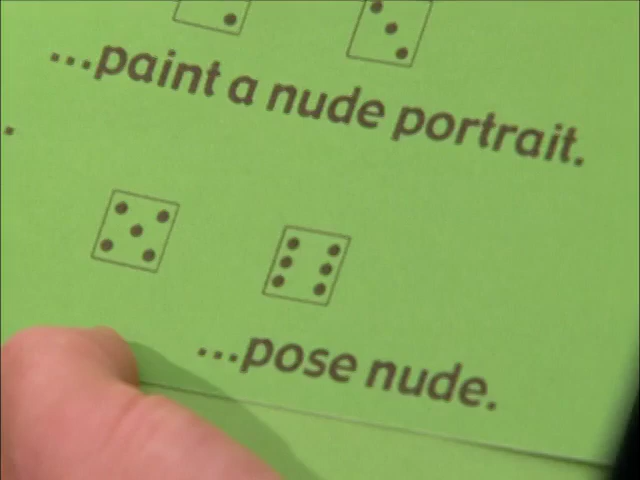 ...paint a nude portrait.
.
...pose nude.